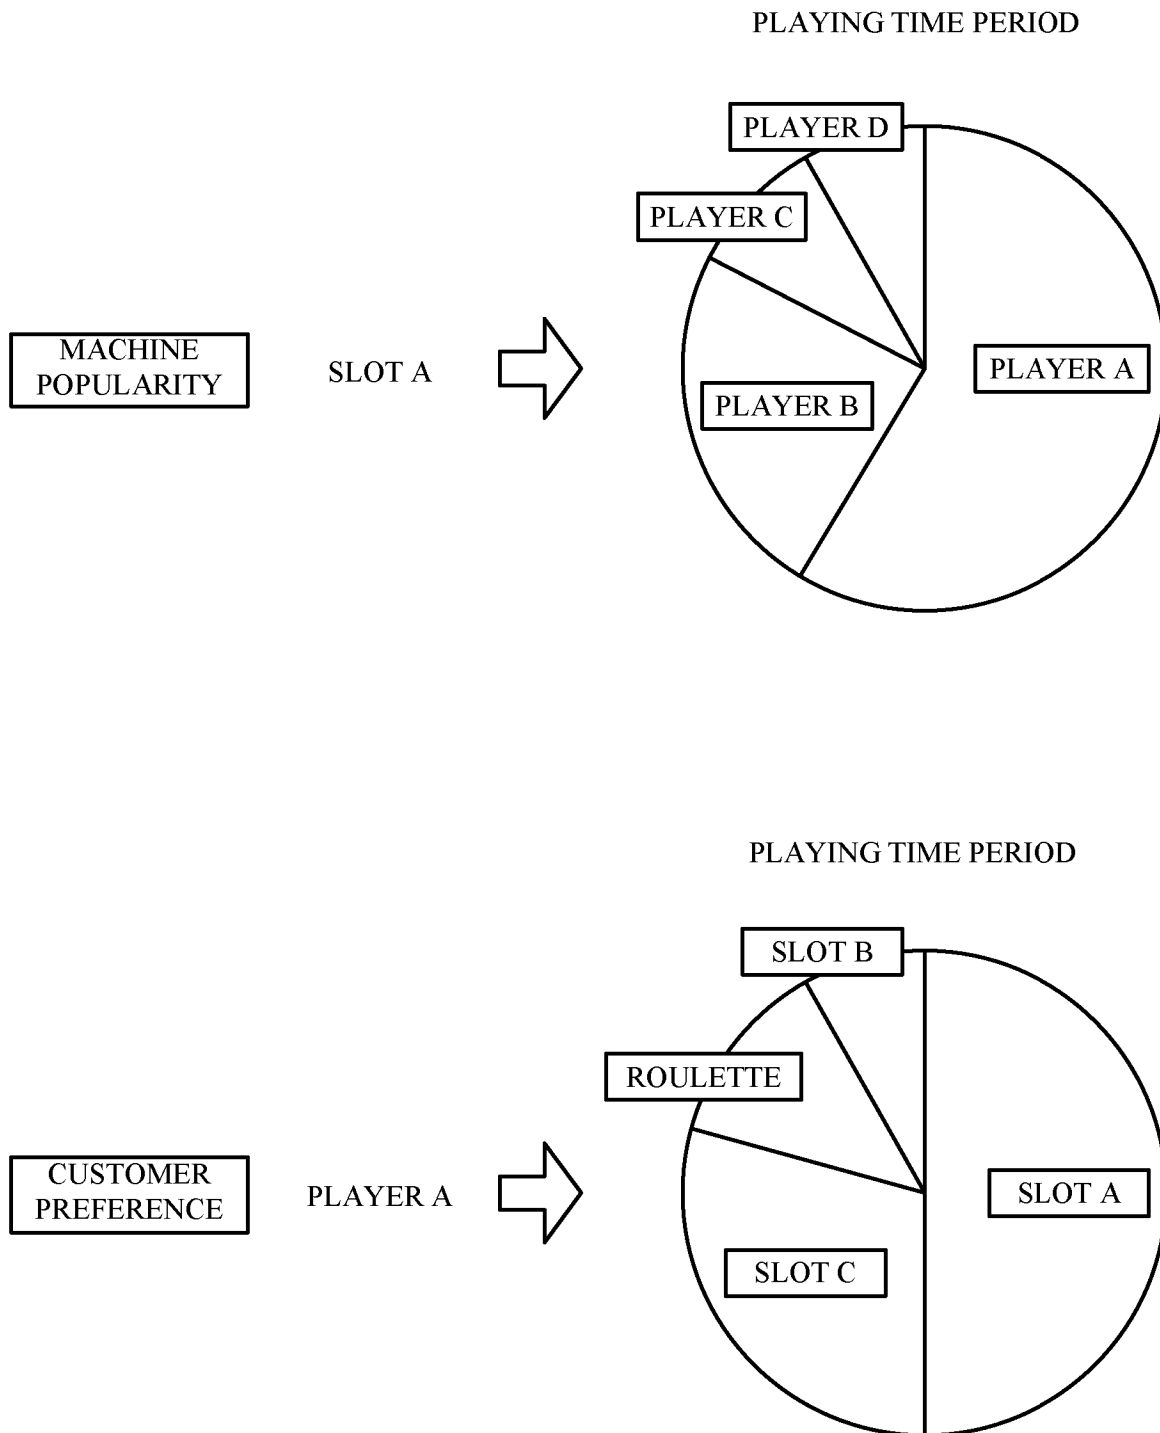 PLAYING TIME PERIOD
PLAYER D
PLAYER C
MACHINE
POPULARITY
SLOT A
PLAYER A
PLAYER B
PLAYING TIME PERIOD
SLOT B
ROULETTE
CUSTOMER
PREFERENCE
PLAYER A
SLOT A
SLOT C